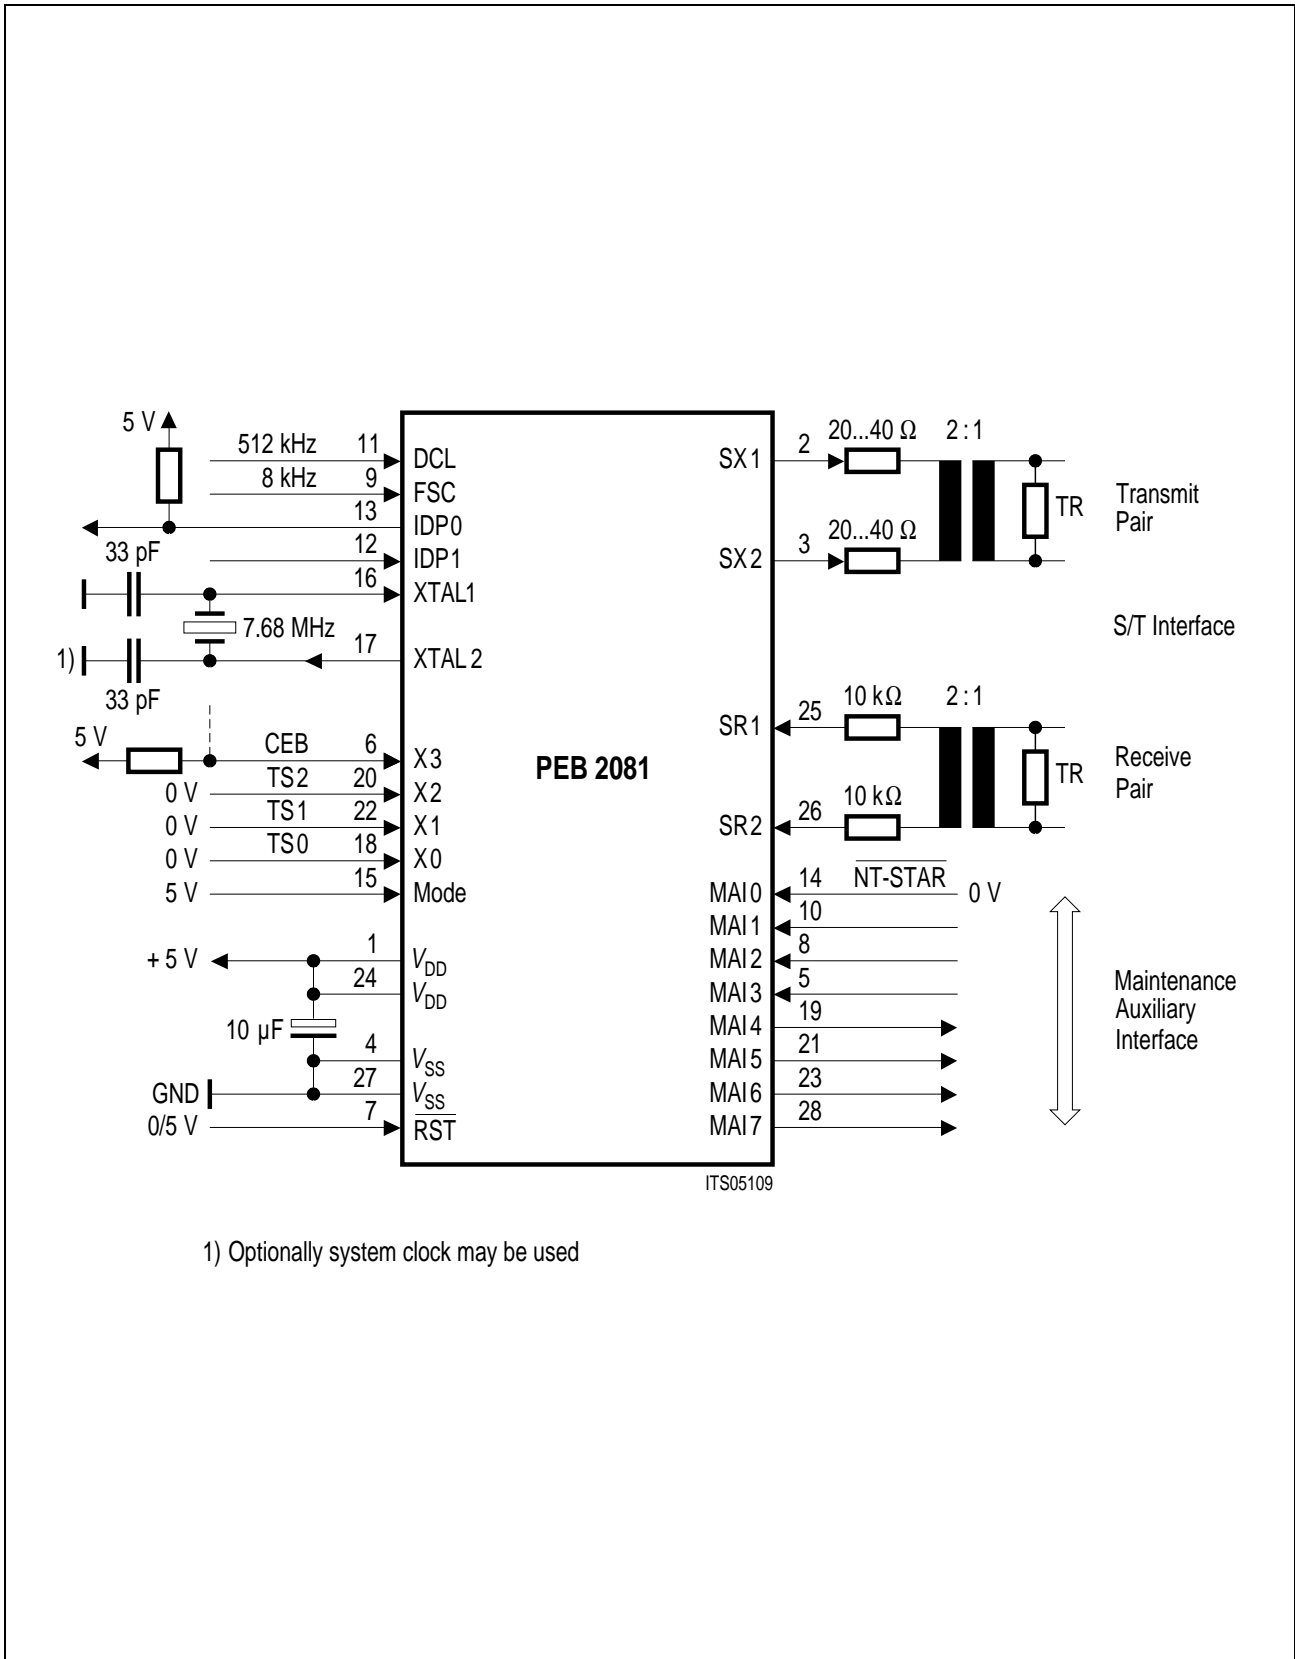 5 V
512 kHz 11 DCL
8 kHz 9 FSC
13 IDP0
33 pF 12 IDP1
16 XTAL1
7.68 MHz
1) 17 XTAL2
33 pF
5 V CEB 6 X3
0 V TS2 20 X2
0 V TS1 22 X1
0 V TS0 18 X0
5 V 15 Mode
+ 5 V 1 VDD
24 VDD
10 µF
4 VSS
GND 27 VSS
0/5 V 7 RST
PEB 2081
SX1 2 20...40 Ω 2 : 1
TR Transmit
Pair
SX2 3 20...40 Ω
S/T Interface
SR1 25 10 kΩ 2 : 1
TR Receive
Pair
SR2 26 10 kΩ
MAI0 14 NT-STAR 0 V
MAI1 10
MAI2 8
MAI3 5
MAI4 19
MAI5 21
MAI6 23
MAI7 28
Maintenance
Auxiliary
Interface
ITS05109
1) Optionally system clock may be used